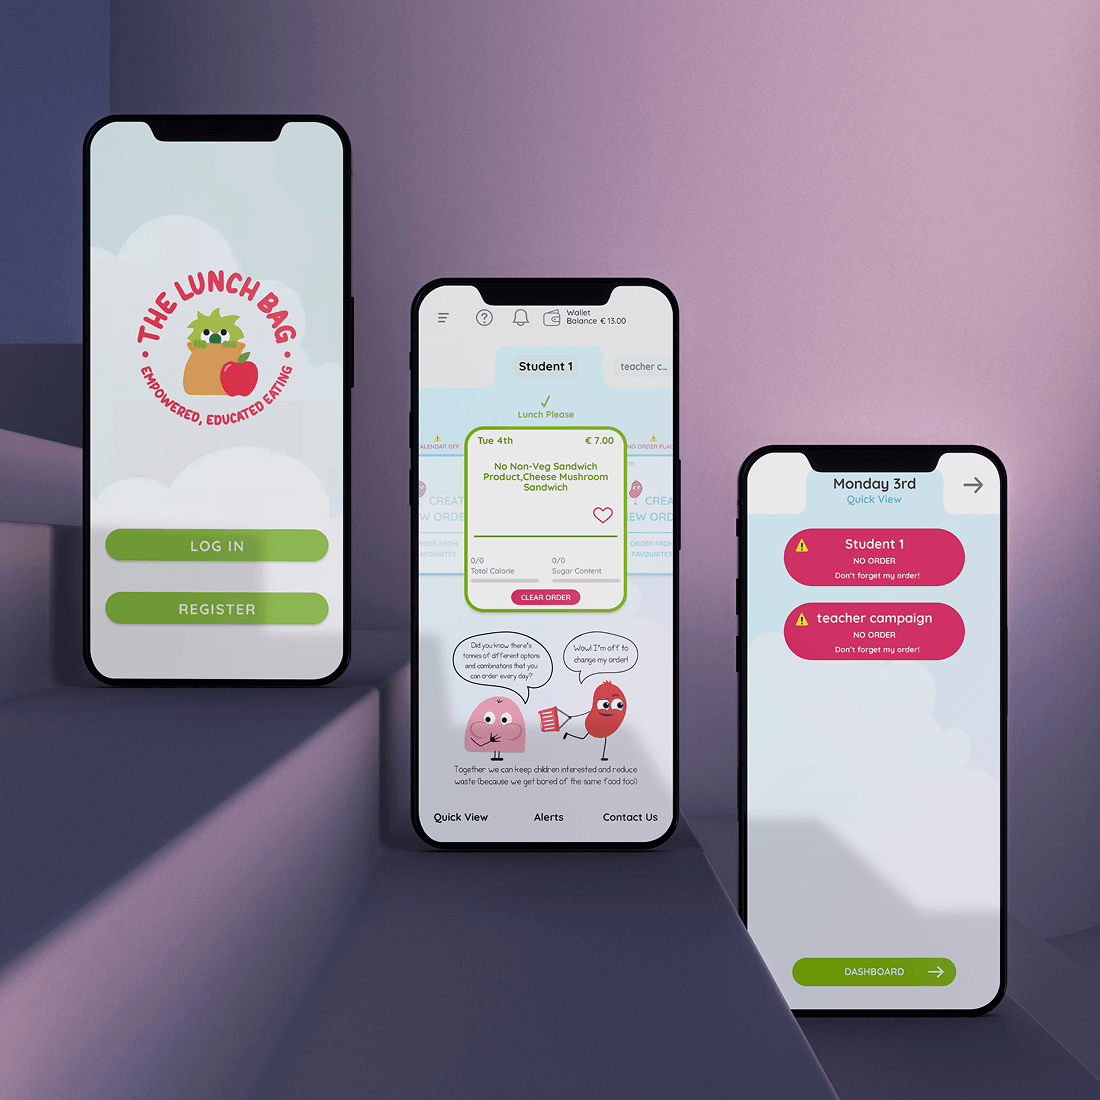 THE LUNCH BAG
EMPOWERED, EDUCATED EATING
LOG IN
REGISTER
Wallet
Balance € 13.00
Student 1
teacher c...
Lunch Please
ALENDAR OFF
Tue 4th
€ 7.00
NO ORDER PLAC
No Non-Veg Sandwich
Product,Cheese Mushroom
Sandwich
CREAT
W ORDE
RDER FROM
AVOURITES
th
CREA
EW ORD
ORDER FROM
FAVOURITES
0/0
Total Calorie
0/0
Sugar Content
CLEAR ORDER
Did you know there's
tonnes of different options
and combinations that you
can order every day?
Wow! I'm off to
change my order!
Together we can keep children interested and reduce
waste (because we get bored of the same food too!)
Quick View
Alerts
Contact Us
Monday 3rd
Quick View
Student 1
NO ORDER
Don't forget my order!
teacher campaign
NO ORDER
Don't forget my order!
DASHBOARD